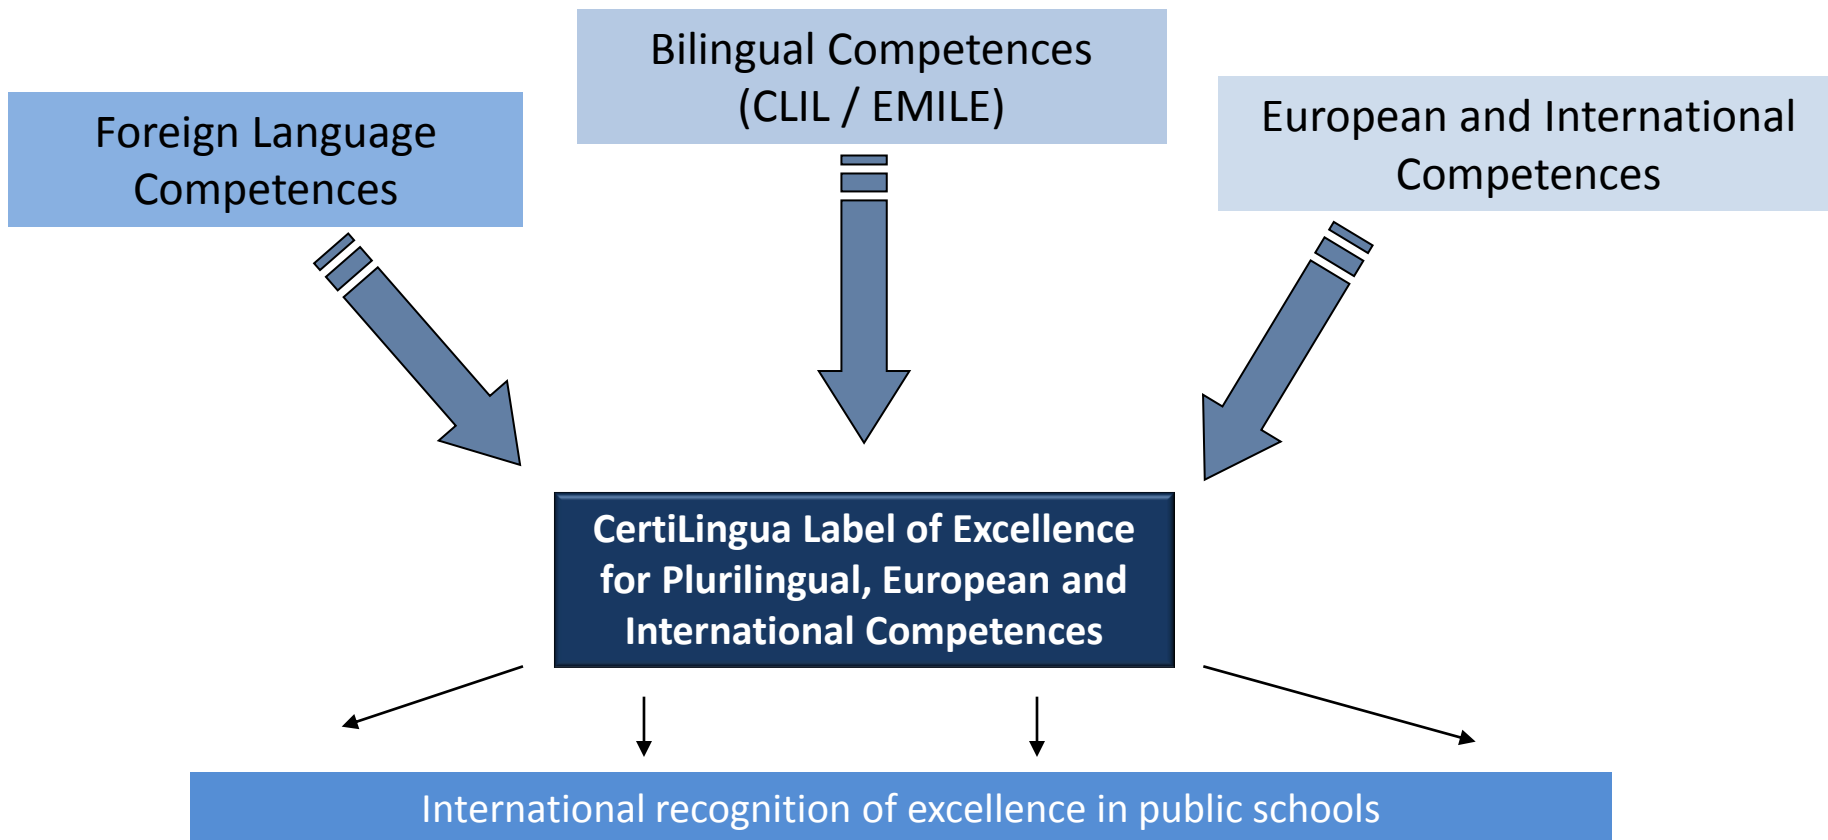 Bilingual Competences
(CLIL / EMILE)
Foreign Language
Competences
European and International
Competences
CertiLingua Label of Excellence
for Plurilingual, European and
International Competences
International recognition of excellence in public schools